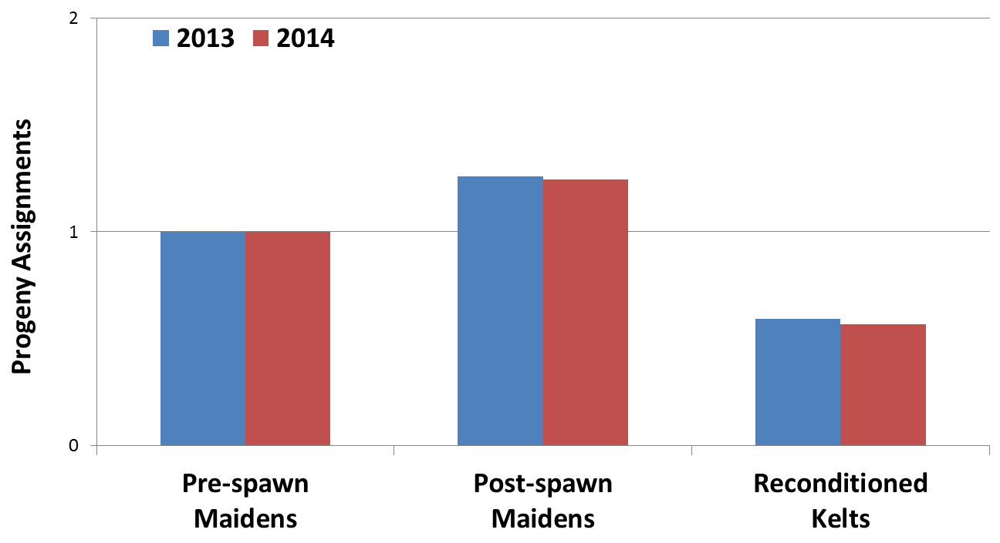 2
2013 2014
Progeny Assignments
1
0
Pre-spawn Maidens
Post-spawn Maidens
Reconditioned Kelts